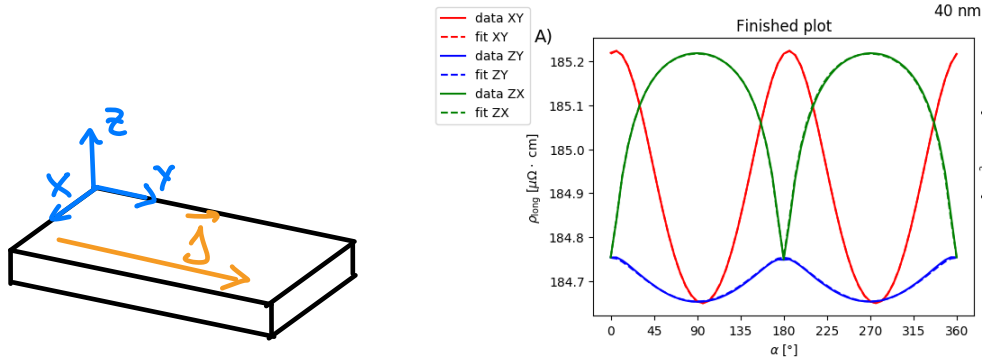 Z
X
Y
J
data XY
fit XY
data ZY
fit ZY
data ZX
fit ZX
A)
40 nm
Finished plot
ρlong [μΩ · cm]
185.2
185.1
185.0
184.9
184.8
184.7
0 45 90 135 180 225 270 315 360
α [°]